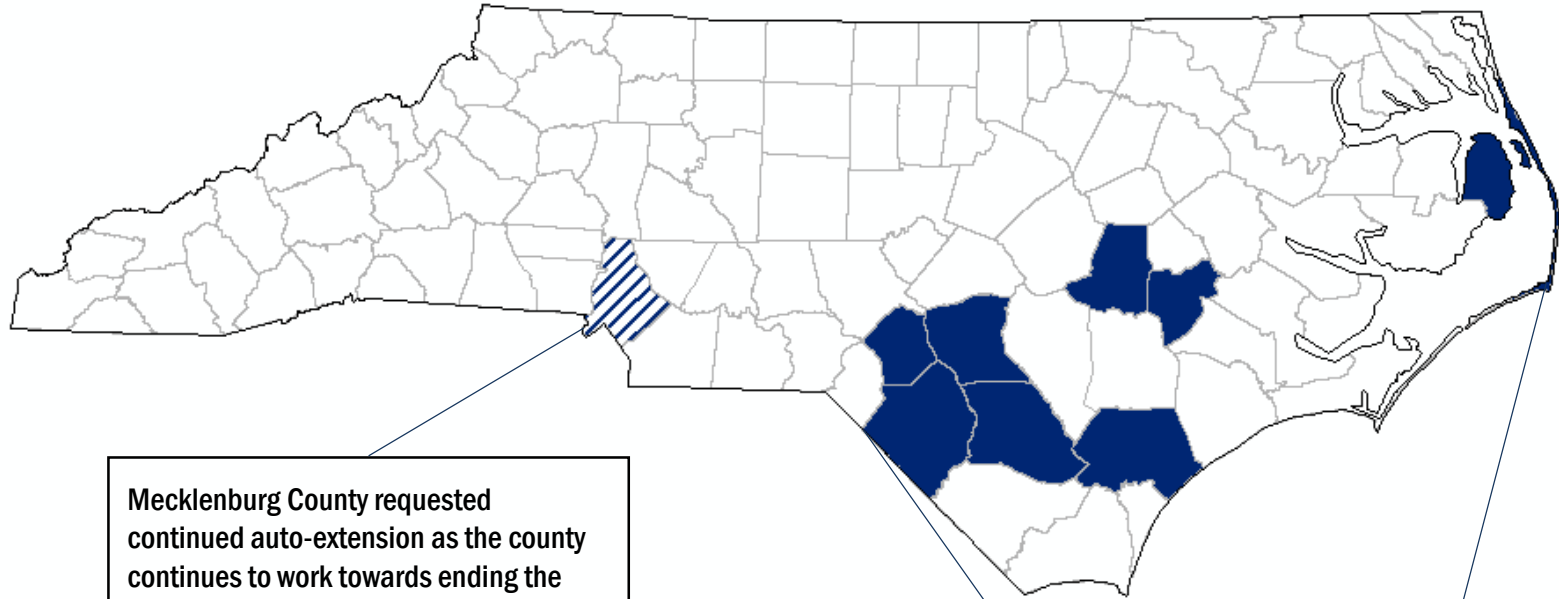 Mecklenburg County requested
continued auto-extension as the county
continues to work towards ending the